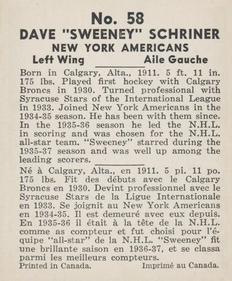 No. 58
DAVE "SWEENEY" SCHRINER
NEW YORK AMERICANS
Left Wing Aile Gauche
Born in Calgary, Alta., 1911. 5 ft. 11 in.
175 lbs. Played first hockey with Calgary
Broncs in 1930. Turned professional with
Syracuse Stars of the International League
in 1933. Joined New York Americans in the
1934-35 season. He has been with them
since. In the 1935-36 season he led the N.H.L.
in scoring and was chosen for the N.H.L.
all-star team. "Sweeney" starred during the
1935-37 season and was well up among the
leading scorers.
Né à Calgary, Alta., en 1911. 5 pi. 11 po.
175 lbs. Fit des débuts avec le Calgary
Broncs en 1930. Devint professionnel avec le
Syracuse Stars de la Ligue Internationale
en 1933. Se joignit au New York Americans
en 1934-35. Il est demeuré avec eux depuis.
En 1935-36 il était à la tête de la N.H.L.
comme as compteur et fut choisi pour l'é-
quipe "all-star" de la N.H.L. "Sweeney" fit
une brillante saison en 1936-37, et se classa
parmi les meilleurs compteurs.
Printed in Canada. Imprimé au Canada.